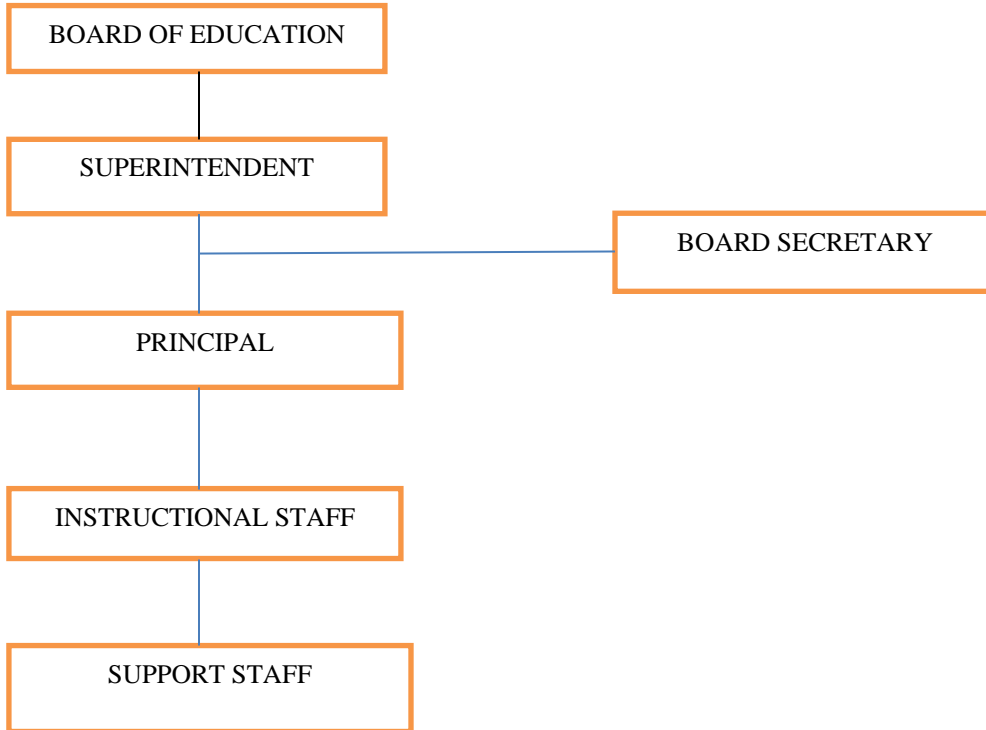 BOARD OF EDUCATION
SUPERINTENDENT
BOARD SECRETARY
PRINCIPAL
INSTRUCTIONAL STAFF
SUPPORT STAFF